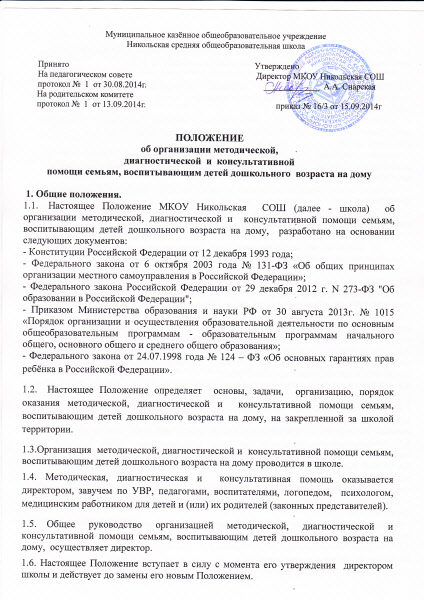 Муниципальное казённое общеобразовательное учреждение
Никольская средняя общеобразовательная школа
Принято Утверждено
На педагогическом совете Директор МКОУ Никольская СОШ
протокол № 1 от 30.08.2014г. А.А. Снарская
На родительском комитете
протокол № 1 от 13.09.2014г. приказ № 16/3 от 15.09.2014г
ПОЛОЖЕНИЕ
об организации методической,
диагностической и консультативной
помощи семьям, воспитывающим детей дошкольного возраста на дому
1. Общие положения.
1.1. Настоящее Положение МКОУ Никольская СОШ (далее - школа) об
организации методической, диагностической и консультативной помощи семьям,
воспитывающим детей дошкольного возраста на дому, разработано на основании
следующих документов:
- Конституции Российской Федерации от 12 декабря 1993 года;
- Федерального закона от 6 октября 2003 года № 131-ФЗ «Об общих принципах
организации местного самоуправления в Российской Федерации»;
- Федерального закона Российской Федерации от 29 декабря 2012 г. N 273-ФЗ "Об
образовании в Российской Федерации";
- Приказом Министерства образования и науки РФ от 30 августа 2013г. № 1015
«Порядок организации и осуществления образовательной деятельности по основным
общеобразовательным программам - образовательным программам начального
общего, основного общего и среднего общего образования»;
- Федерального закона от 24.07.1998 года № 124 – ФЗ «Об основных гарантиях прав
ребёнка в Российской Федерации».
1.2. Настоящее Положение определяет основы, задачи, организацию, порядок
оказания методической, диагностической и консультативной помощи семьям,
воспитывающим детей дошкольного возраста на дому, на закрепленной за школой
территории.
1.3.Организация методической, диагностической и консультативной помощи семьям,
воспитывающим детей дошкольного возраста на дому проводится в школе.
1.4. Методическая, диагностическая и консультативная помощь оказывается
директором, завучем по УВР, педагогами, воспитателями, логопедом, психологом,
медицинским работником для детей и (или) их родителей (законных представителей).
1.5. Общее руководство организацией методической, диагностической и
консультативной помощи семьям, воспитывающим детей дошкольного возраста на
дому, осуществляет директор.
1.6. Настоящее Положение вступает в силу с момента его утверждения директором
школы и действует до замены его новым Положением.